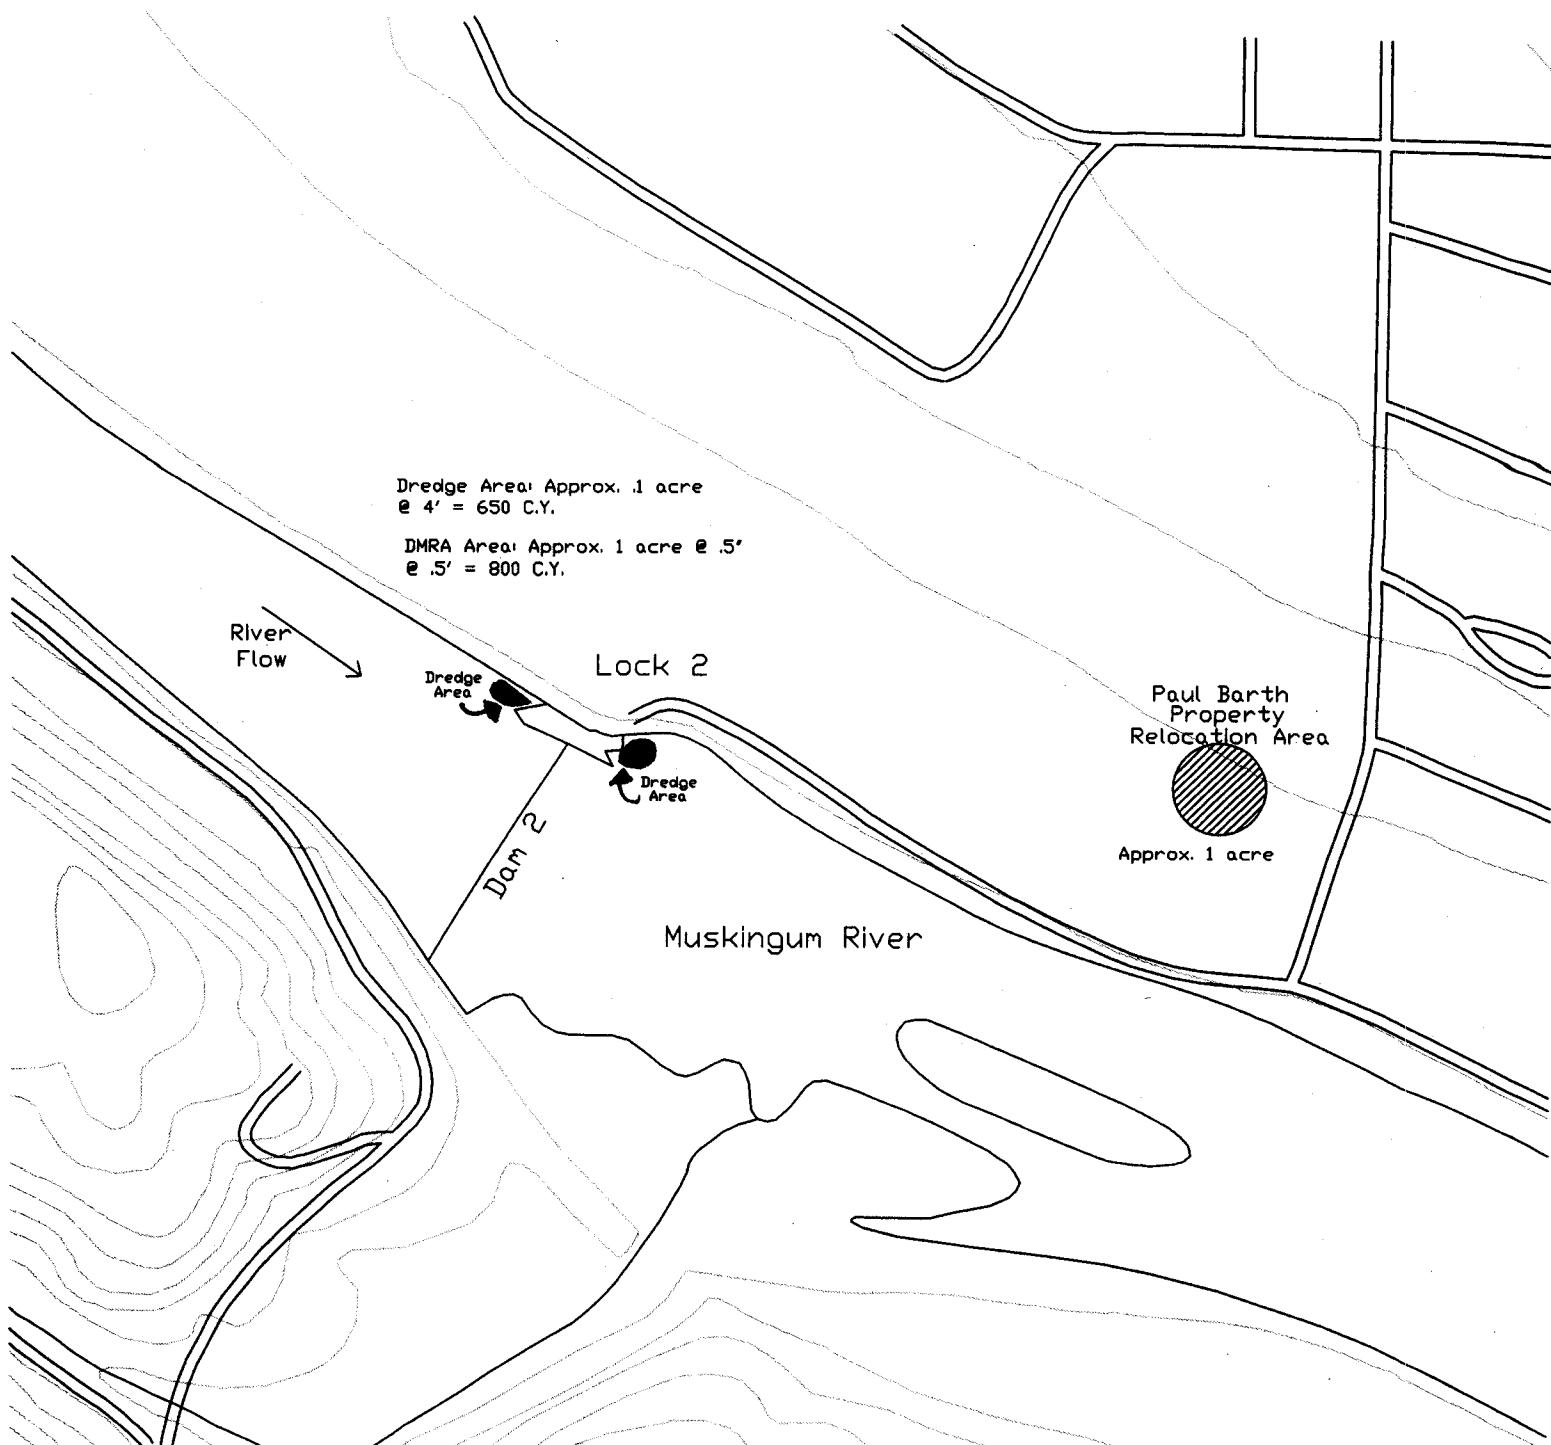 Dredge Area: Approx. .1 acre
@ 4' = 650 C.Y.
DMRA Area: Approx. 1 acre @ .5'
@ .5' = 800 C.Y.
River
Flow
Dredge
Area
Lock 2
Dredge
Area
Dam 2
Muskingum River
Paul Barth
Property
Relocation Area
Approx. 1 acre